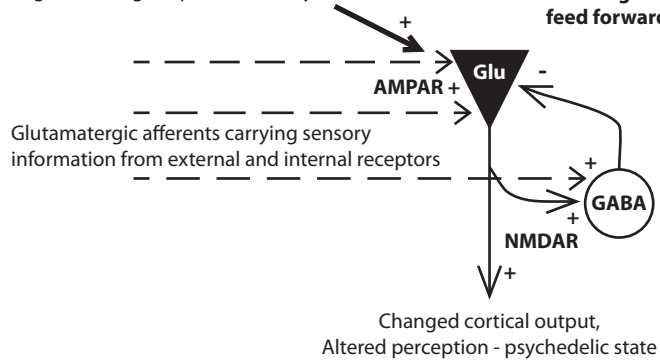 feed forward
+
Glu
-
AMPAR +
Glutamatergic afferents carrying sensory
information from external and internal receptors
+
GABA
+
NMDAR
+
Changed cortical output,
Altered perception - psychedelic state